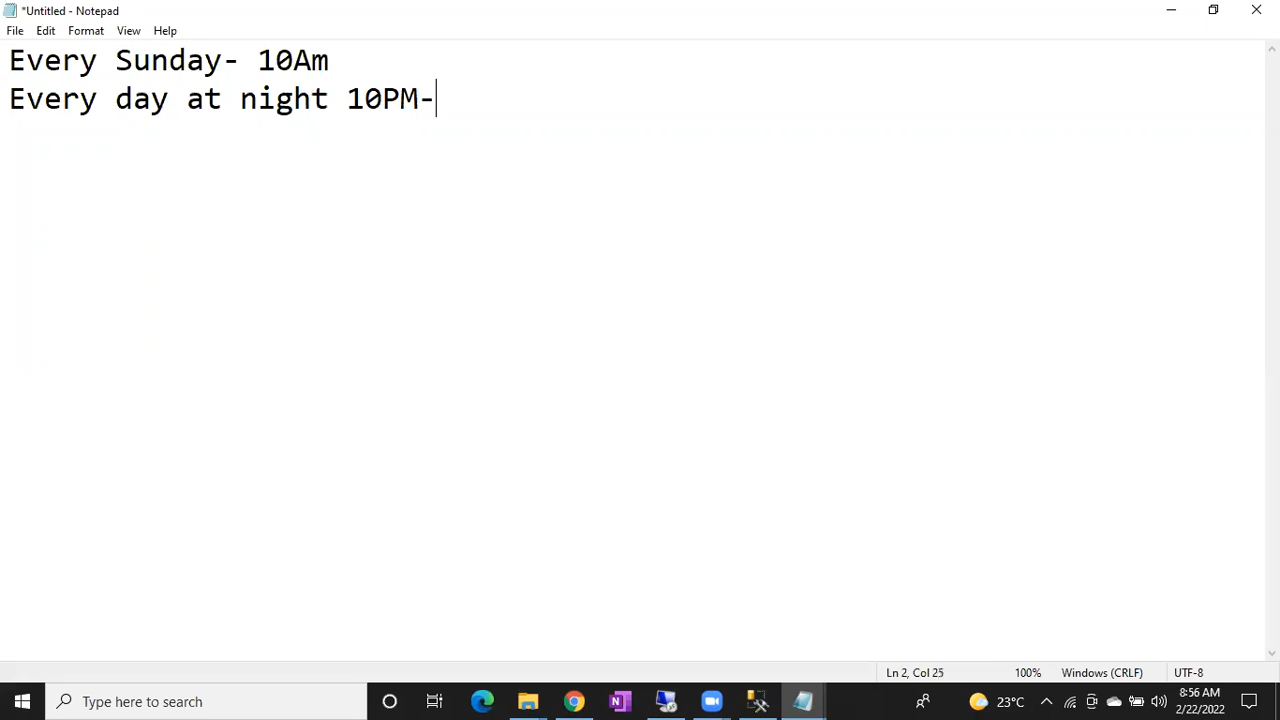 *Untitled - Notepad
File Edit Format View Help
Every Sunday- 10Am
Every day at night 10PM-
Ln 2, Col 25 100% Windows (CRLF) UTF-8
Type here to search
23°C
8:56 AM
2/22/2022